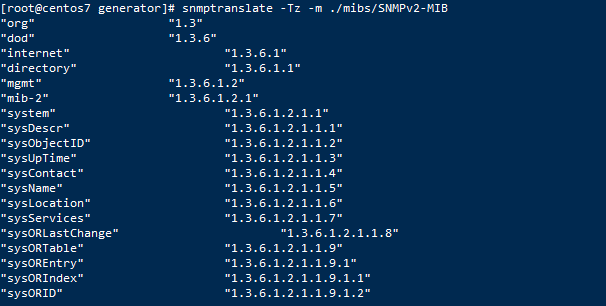 [root@centos7 generator]# snmptranslate -Tz -m ./mibs/SNMPv2-MIB
"org" "1.3"
"dod" "1.3.6"
"internet" "1.3.6.1"
"directory" "1.3.6.1.1"
"mgmt" "1.3.6.1.2"
"mib-2" "1.3.6.1.2.1"
"system" "1.3.6.1.2.1.1"
"sysDescr" "1.3.6.1.2.1.1.1"
"sysObjectID" "1.3.6.1.2.1.1.2"
"sysUpTime" "1.3.6.1.2.1.1.3"
"sysContact" "1.3.6.1.2.1.1.4"
"sysName" "1.3.6.1.2.1.1.5"
"sysLocation" "1.3.6.1.2.1.1.6"
"sysServices" "1.3.6.1.2.1.1.7"
"sysORLastChange" "1.3.6.1.2.1.1.8"
"sysORTable" "1.3.6.1.2.1.1.9"
"sysOREntry" "1.3.6.1.2.1.1.9.1"
"sysORIndex" "1.3.6.1.2.1.1.9.1.1"
"sysORID" "1.3.6.1.2.1.1.9.1.2"